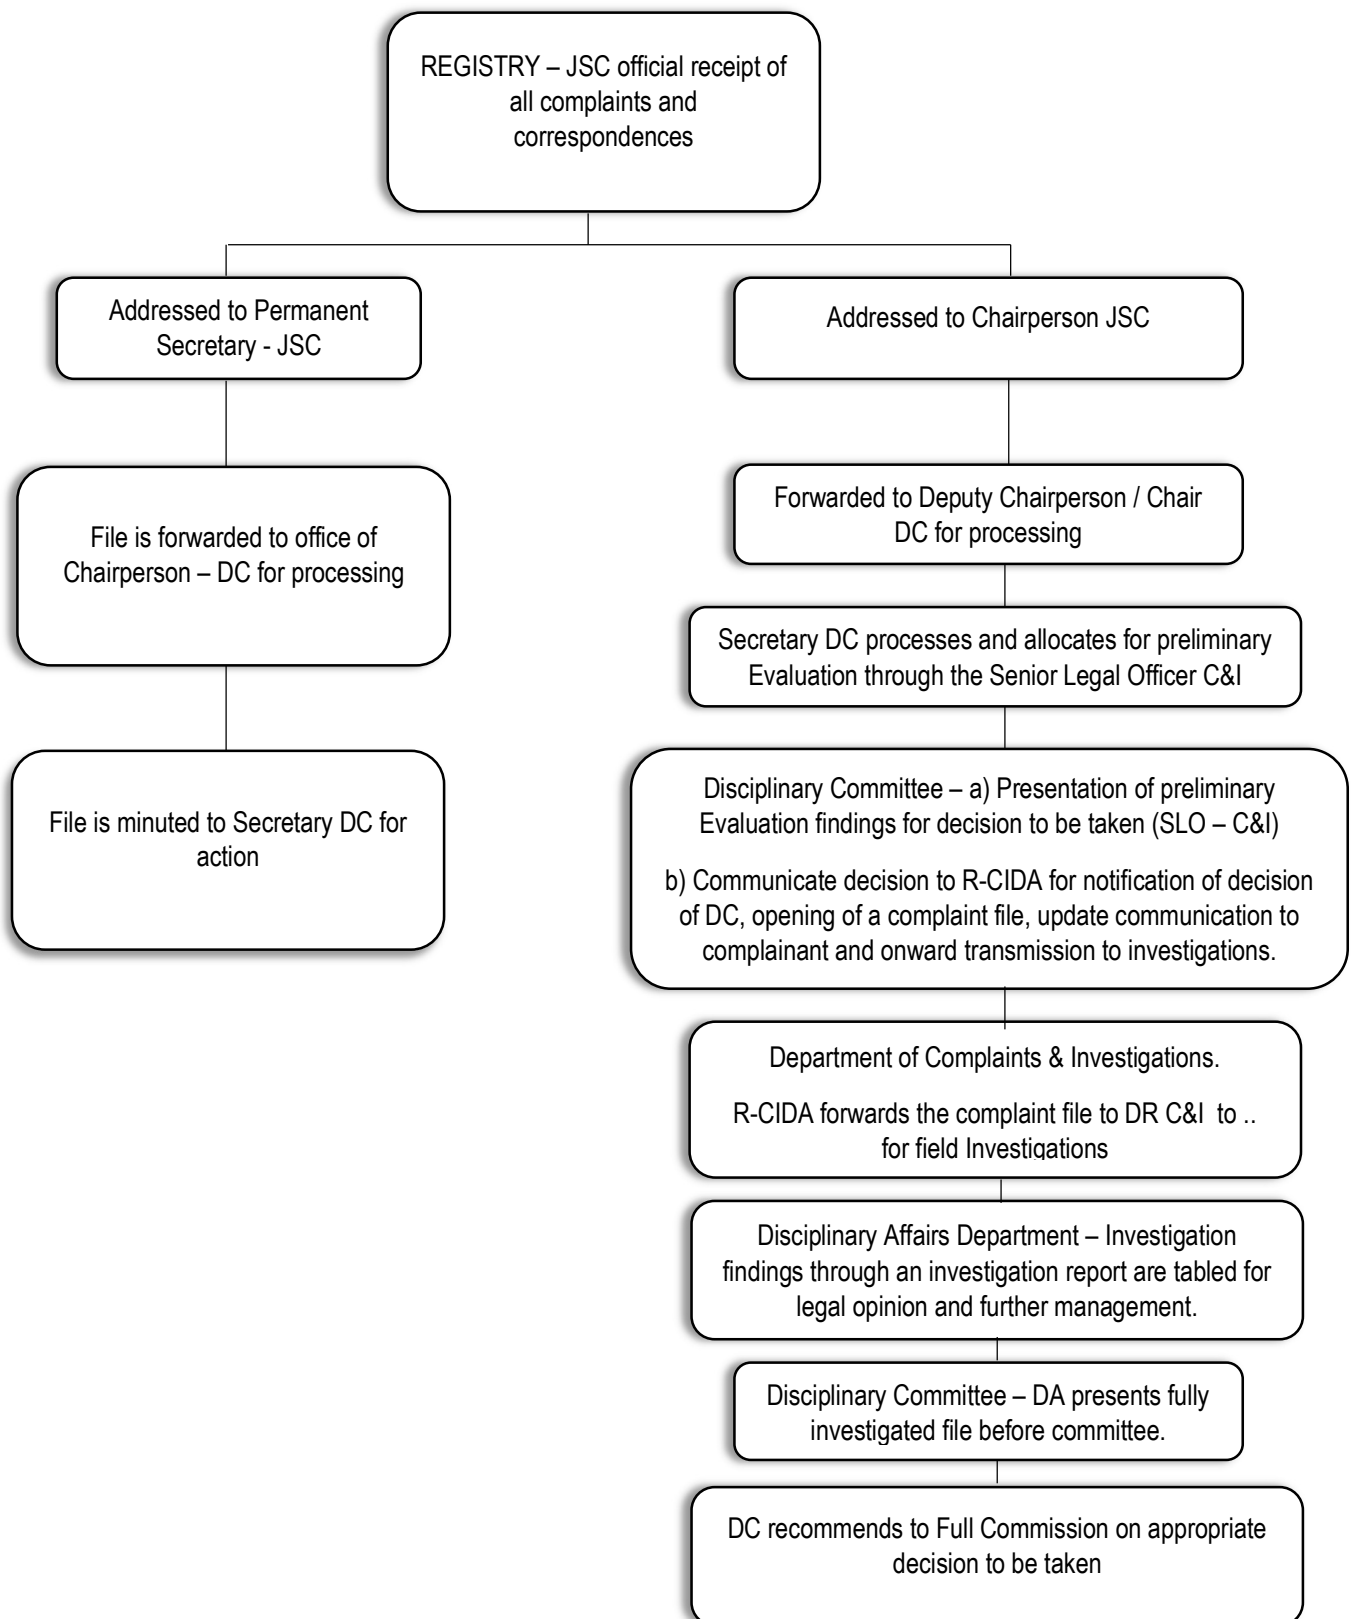 REGISTRY – JSC official receipt of
all complaints and
correspondences
Addressed to Permanent
Secretary - JSC
Addressed to Chairperson JSC
File is forwarded to office of
Chairperson – DC for processing
Forwarded to Deputy Chairperson / Chair
DC for processing
Secretary DC processes and allocates for preliminary
Evaluation through the Senior Legal Officer C&I
File is minuted to Secretary DC for
action
Disciplinary Committee – a) Presentation of preliminary
Evaluation findings for decision to be taken (SLO – C&I)
b) Communicate decision to R-CIDA for notification of decision
of DC, opening of a complaint file, update communication to
complainant and onward transmission to investigations.
Department of Complaints & Investigations.
R-CIDA forwards the complaint file to DR C&I to ..
for field Investigations
Disciplinary Affairs Department – Investigation
findings through an investigation report are tabled for
legal opinion and further management.
Disciplinary Committee – DA presents fully
investigated file before committee.
DC recommends to Full Commission on appropriate
decision to be taken